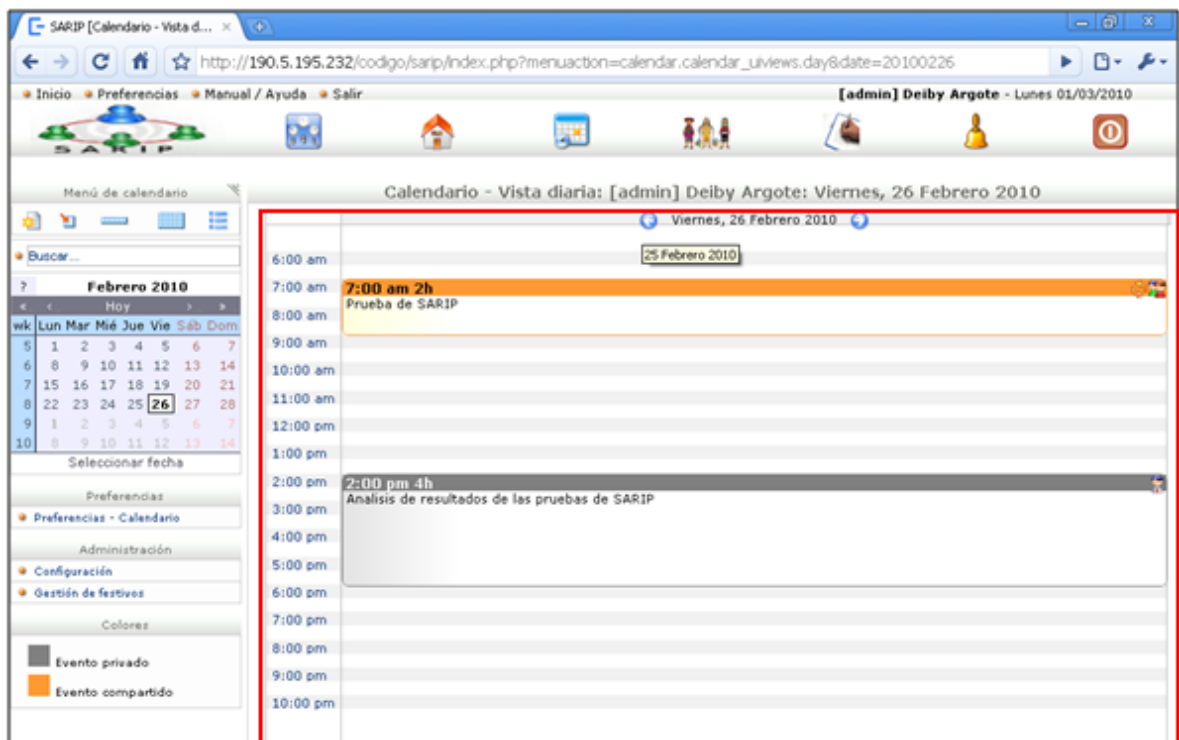 SARIP [Calendario - Vista d...
http://190.5.195.232/codigo/sarip/index.php?menuaction=calendar.calendar_uiviews.day&date=20100226
Inicio Preferencias Manual / Ayuda Salir [admin] Deiby Argote - Lunes 01/03/2010
SARIP
Menú de calendario
Calendario - Vista diaria: [admin] Deiby Argote: Viernes, 26 Febrero 2010
Viernes, 26 Febrero 2010
25 Febrero 2010
Buscar...
? Febrero 2010
« < Hoy > »
wk Lun Mar Mié Jue Vie Sáb Dom
5 1 2 3 4 5 6 7
6 8 9 10 11 12 13 14
7 15 16 17 18 19 20 21
8 22 23 24 25 26 27 28
9 1 2 3 4 5 6 7
10 8 9 10 11 12 13 14
Seleccionar fecha
Preferencias
Preferencias - Calendario
Administración
Configuración
Gestión de festivos
Colores
Evento privado
Evento compartido
6:00 am
7:00 am 7:00 am 2h
Prueba de SARIP
8:00 am
9:00 am
10:00 am
11:00 am
12:00 pm
1:00 pm
2:00 pm 2:00 pm 4h
Analisis de resultados de las pruebas de SARIP
3:00 pm
4:00 pm
5:00 pm
6:00 pm
7:00 pm
8:00 pm
9:00 pm
10:00 pm